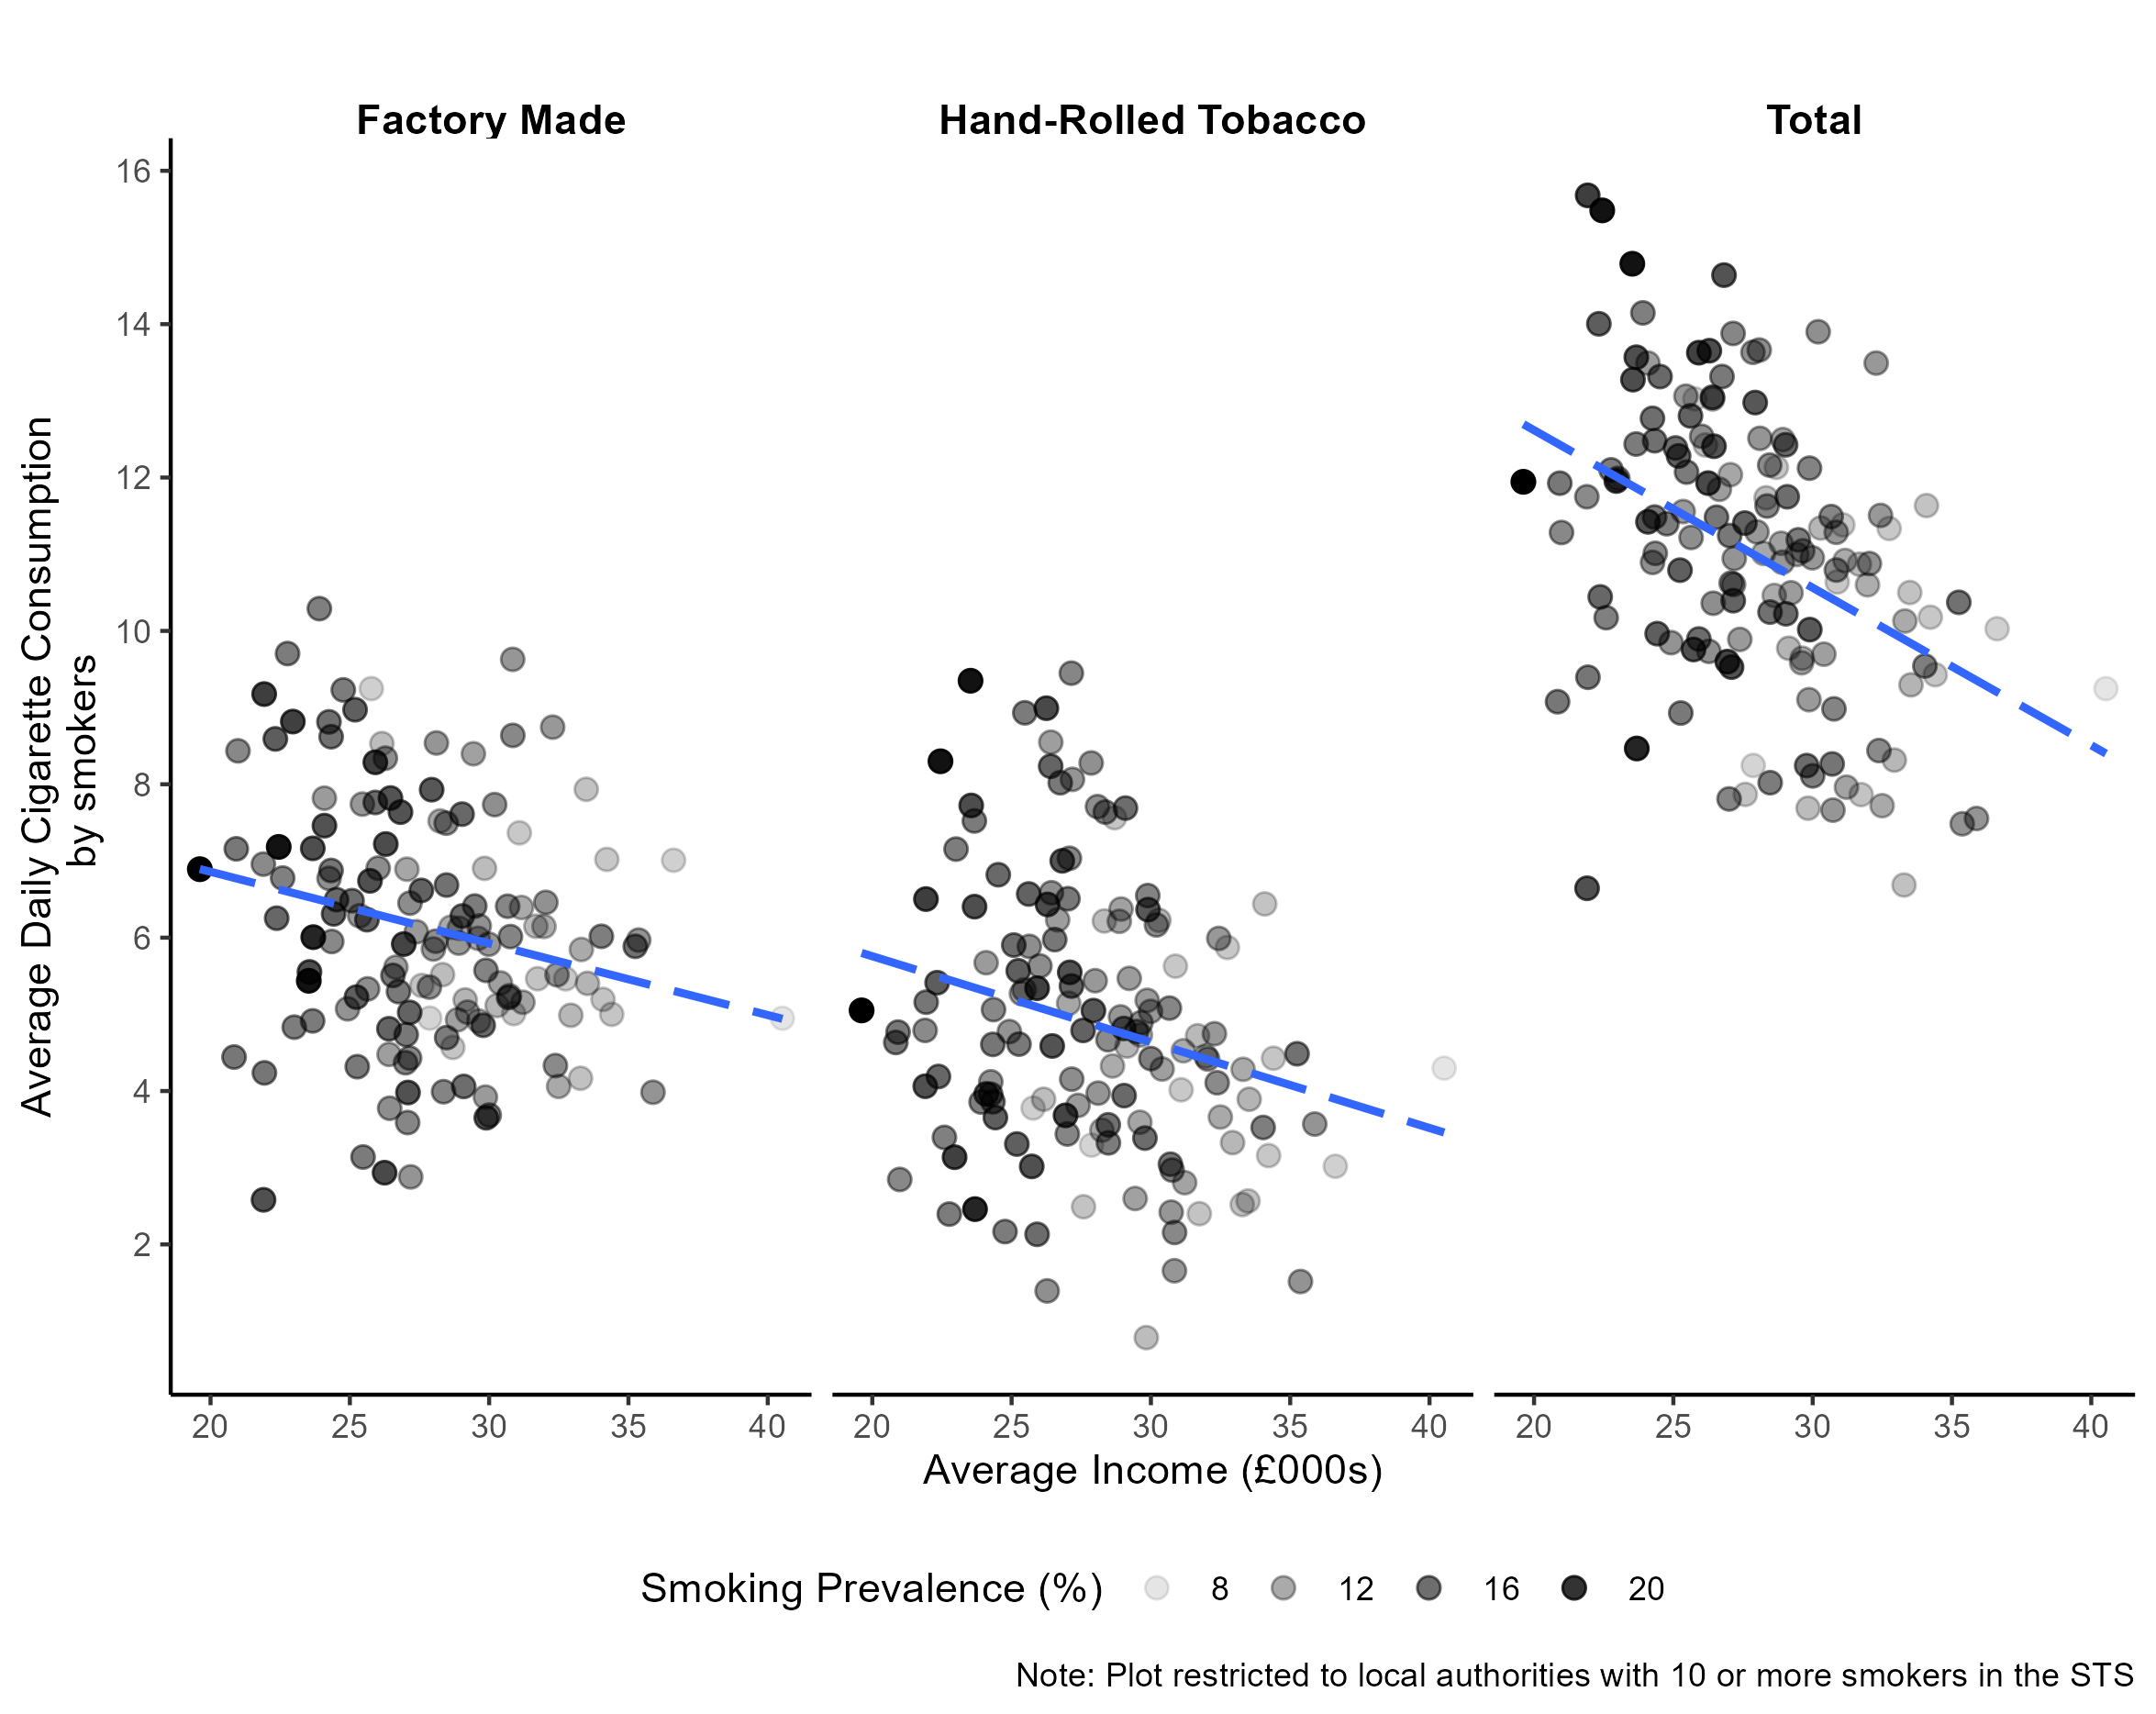 Factory Made
Hand-Rolled Tobacco
Total
Average Daily Cigarette Consumption
by smokers
16
14
12
10
8
6
4
2
20 25 30 35 40
20 25 30 35 40
20 25 30 35 40
Average Income (£000s)
Smoking Prevalence (%) 8 12 16 20
Note: Plot restricted to local authorities with 10 or more smokers in the STS